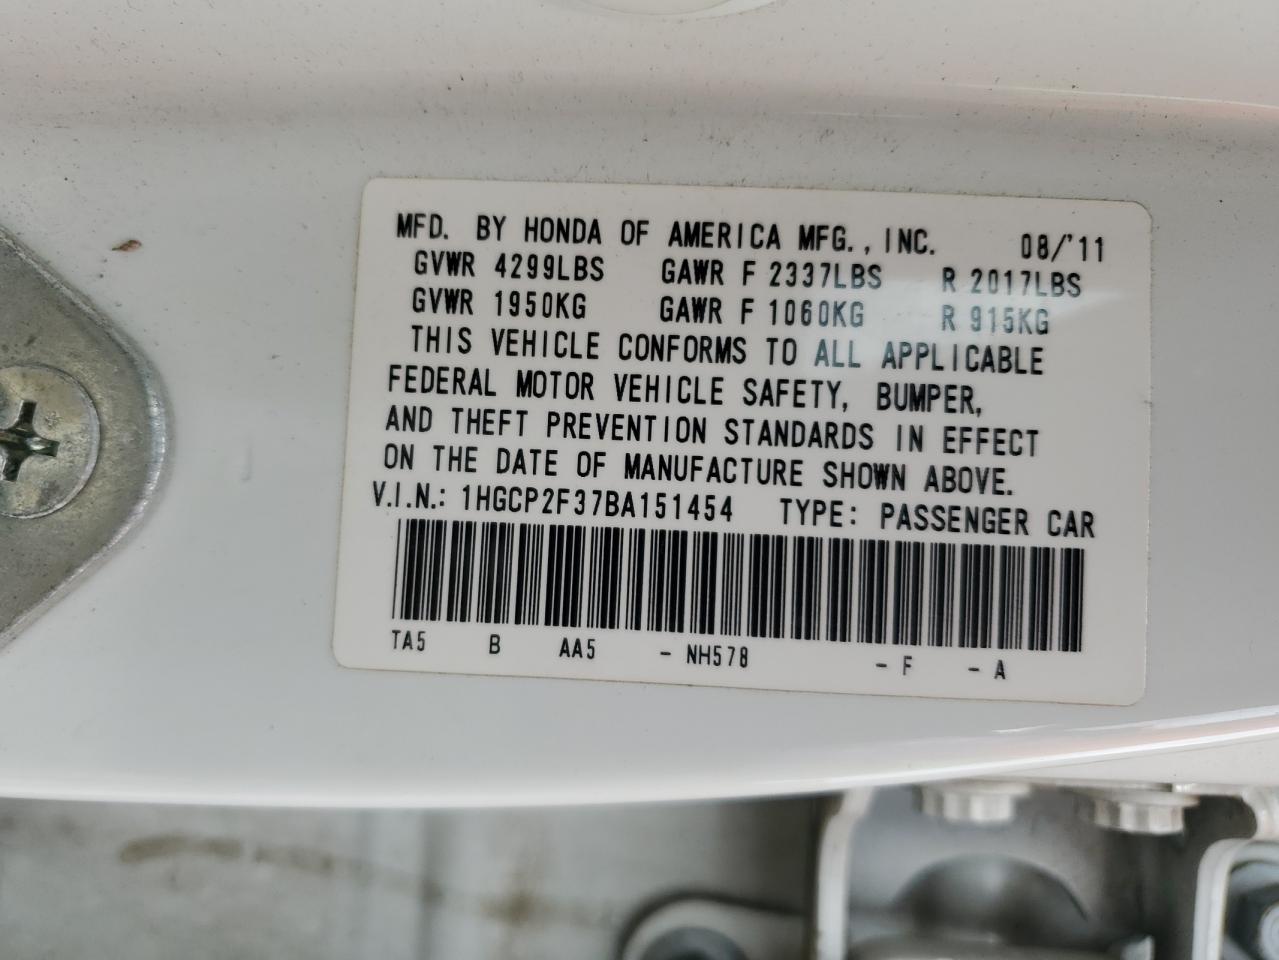 MFD. BY HONDA OF AMERICA MFG., INC. 08/'11
GVWR 4299LBS GAWR F 2337LBS R 2017LBS
GVWR 1950KG GAWR F 1060KG R 915KG
THIS VEHICLE CONFORMS TO ALL APPLICABLE
FEDERAL MOTOR VEHICLE SAFETY, BUMPER,
AND THEFT PREVENTION STANDARDS IN EFFECT
ON THE DATE OF MANUFACTURE SHOWN ABOVE.
V.I.N.: 1HGCP2F37BA151454 TYPE: PASSENGER CAR
TA5 B AA5 - NH578 - F - A